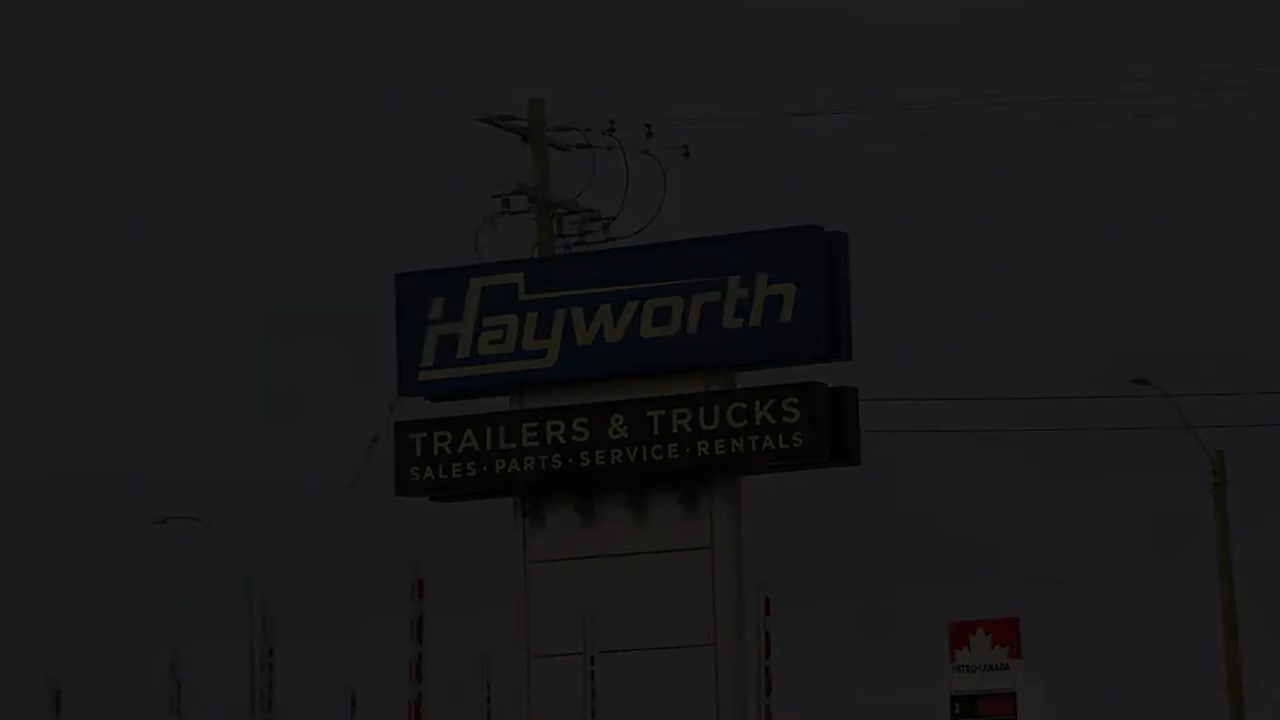 Hayworth
TRAILERS & TRUCKS
SALES · PARTS · SERVICE · RENTALS
PETRO-CANADA